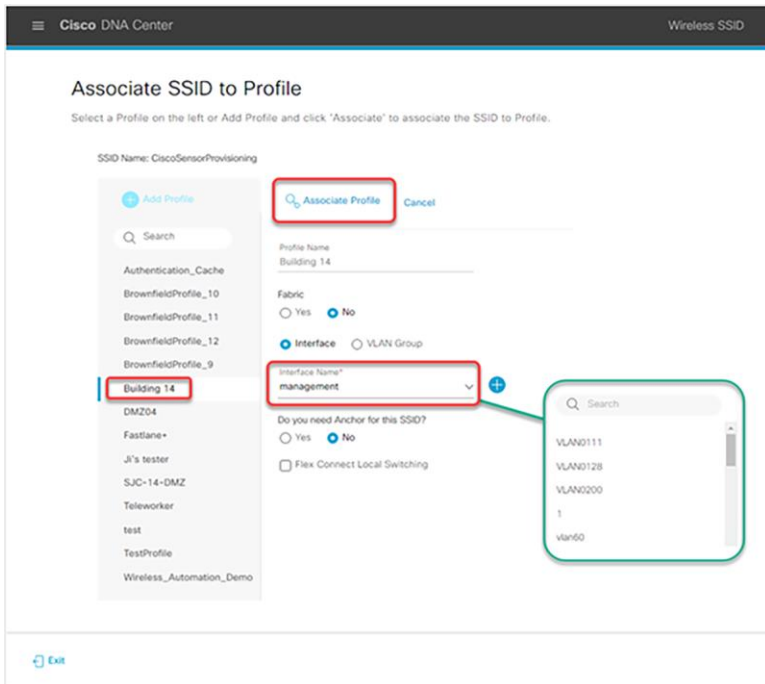 Cisco DNA Center
Wireless SSID
Associate SSID to Profile
Select a Profile on the left or Add Profile and click 'Associate' to associate the SSID to Profile.
SSID Name: CiscoSensorProvisioning
Add Profile
Search
Authentication_Cache
BrownfieldProfile_10
BrownfieldProfile_11
BrownfieldProfile_12
BrownfieldProfile_9
Building 14
DMZ04
Fastlane+
Ji's tester
SJC-14-DMZ
Teleworker
test
TestProfile
Wireless_Automation_Demo
Associate Profile
Cancel
Profile Name
Building 14
Fabric
Yes
No
Interface
VLAN Group
Interface Name*
management
Do you need Anchor for this SSID?
Yes
No
Flex Connect Local Switching
Search
VLAN0111
VLAN0128
VLAN0200
1
vlan60
Exit